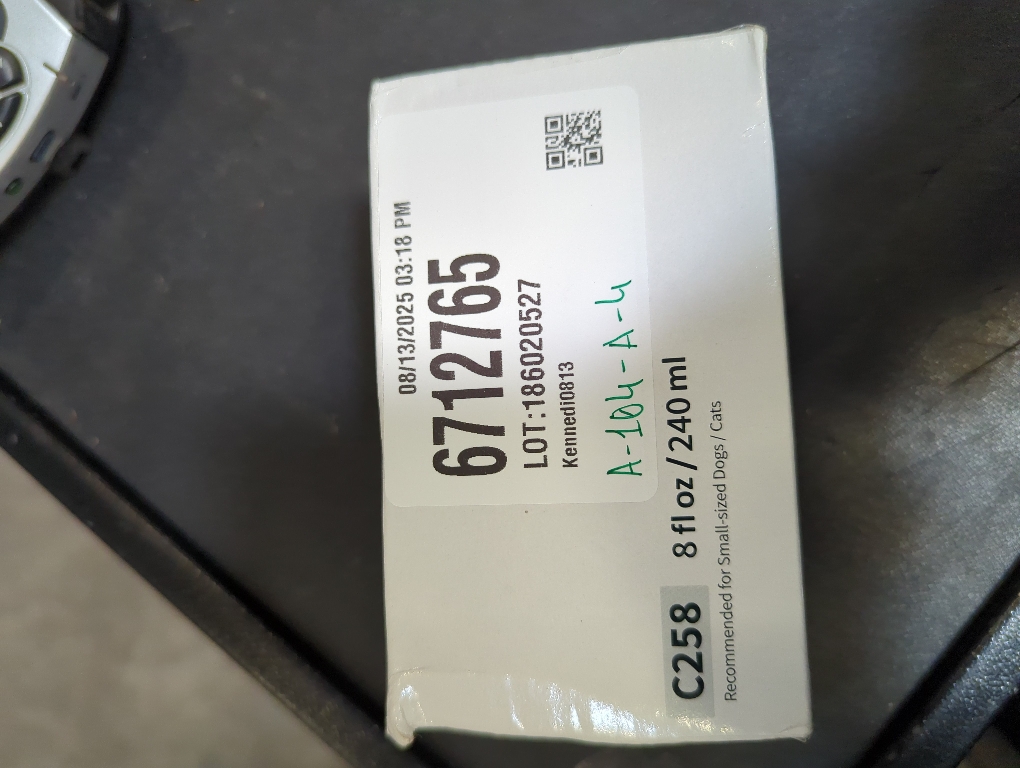 08/13/2025 03:18 PM
6712765
LOT:186020527
Kennedi0813
A-104-A-4
C258 8 fl oz / 240 ml
Recommended for Small-sized Dogs / Cats